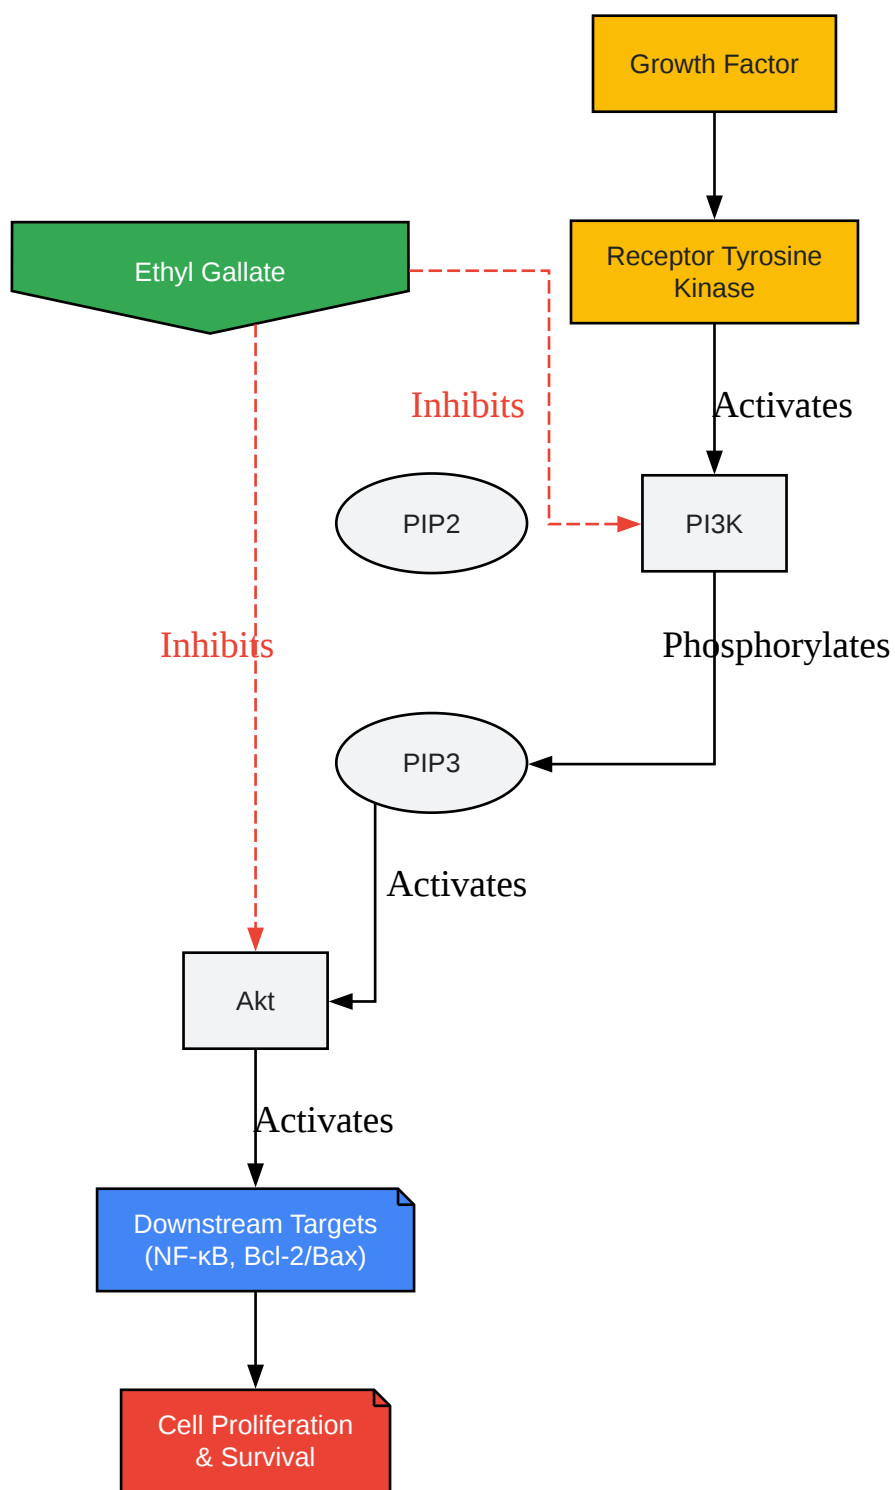 Growth Factor
Ethyl Gallate
Receptor Tyrosine
Kinase
Inhibits
Activates
PIP2
PI3K
Inhibits
Phosphorylates
PIP3
Activates
Akt
Activates
Downstream Targets
(NF-κB, Bcl-2/Bax)
Cell Proliferation
& Survival